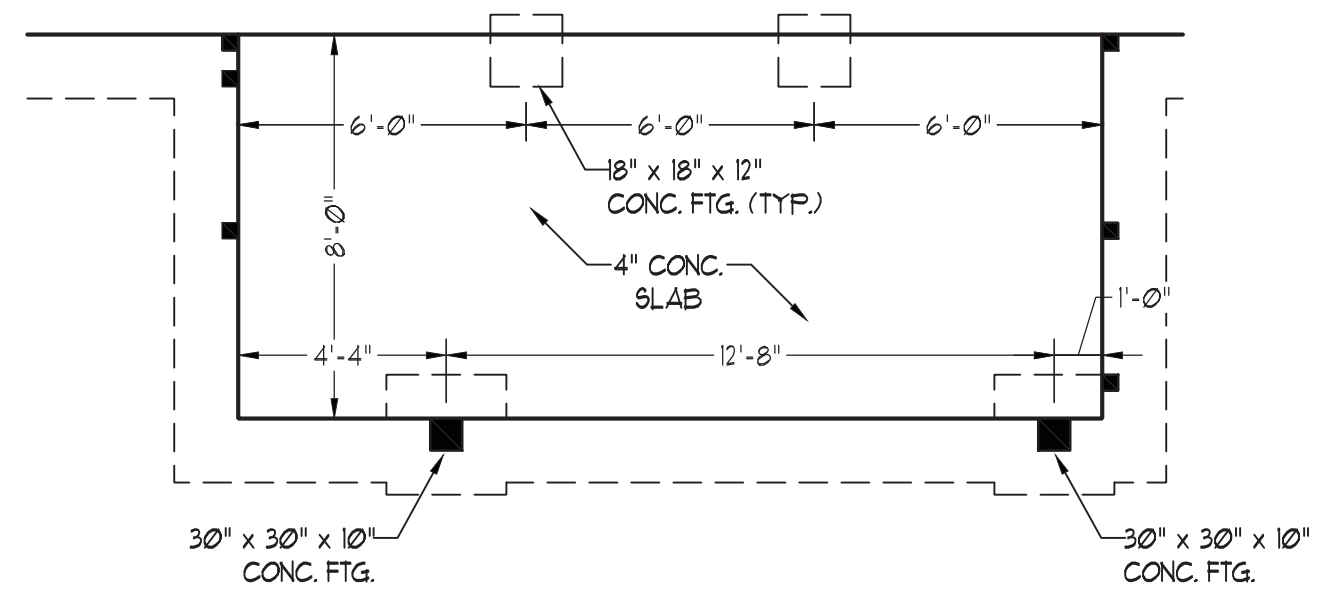 6'-0" 6'-0" 6'-0"
18" x 18" x 12"
CONC. FTG. (TYP.)
8'-0"
4" CONC.
SLAB
1'-0"
4'-4" 12'-8"
30" x 30" x 10"
CONC. FTG.
30" x 30" x 10"
CONC. FTG.